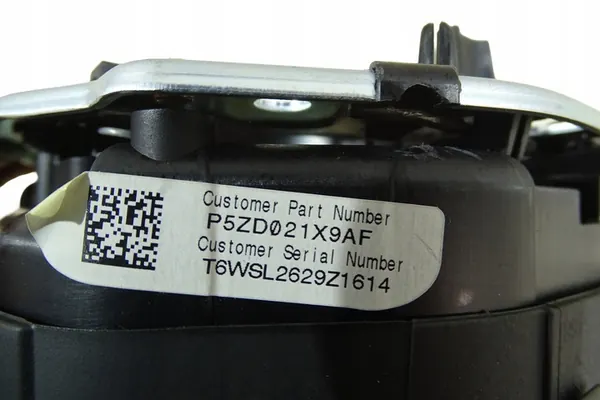 Customer Part Number
P5ZD021X9AF
Customer Serial Number
T6WSL2629Z1614